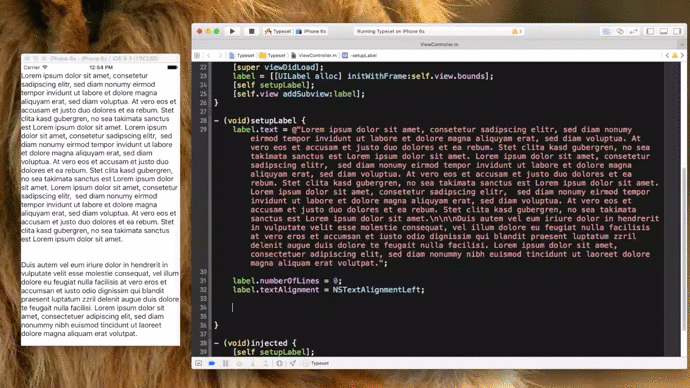 iPhone 6s - iPhone 6s / iOS 9.3 (13E230)
Carrier 12:54 PM
Lorem ipsum dolor sit amet, consetetur
sadipscing elitr, sed diam nonumy eirmod
tempor invidunt ut labore et dolore magna
aliquyam erat, sed diam voluptua. At vero eos et
accusam et justo duo dolores et ea rebum. Stet
clita kasd gubergren, no sea takimata sanctus
est Lorem ipsum dolor sit amet. Lorem ipsum
dolor sit amet, consetetur sadipscing elitr, sed
diam nonumy eirmod tempor invidunt ut labore
et dolore magna aliquyam erat, sed diam
voluptua. At vero eos et accusam et justo duo
dolores et ea rebum. Stet clita kasd gubergren,
no sea takimata sanctus est Lorem ipsum dolor
sit amet. Lorem ipsum dolor sit amet, consetetur
sadipscing elitr, sed diam nonumy eirmod
tempor invidunt ut labore et dolore magna
aliquyam erat, sed diam voluptua. At vero eos et
accusam et justo duo dolores et ea rebum. Stet
clita kasd gubergren, no sea takimata sanctus
est Lorem ipsum dolor sit amet.
Duis autem vel eum iriure dolor in hendrerit in
vulputate velit esse molestie consequat, vel illum
dolore eu feugiat nulla facilisis at vero eros et
accumsan et iusto odio dignissim qui blandit
praesent luptatum zzril delenit augue duis dolore
te feugait nulla facilisi. Lorem ipsum dolor sit
amet, consectetuer adipiscing elit, sed diam
nonummy nibh euismod tincidunt ut laoreet
dolore magna aliquam erat volutpat.
Typeset iPhone 6s Running Typeset on iPhone 6s
ViewController.m
Typeset Typeset ViewController.m -setupLabel
22 [super viewDidLoad];
23 label = [[UILabel alloc] initWithFrame:self.view.bounds];
24 [self setupLabel];
25 [self.view addSubview:label];
26 }
27
28 - (void)setupLabel {
29 label.text = @"Lorem ipsum dolor sit amet, consetetur sadipscing elitr, sed diam nonumy
eirmod tempor invidunt ut labore et dolore magna aliquyam erat, sed diam voluptua. At
vero eos et accusam et justo duo dolores et ea rebum. Stet clita kasd gubergren, no sea
takimata sanctus est Lorem ipsum dolor sit amet. Lorem ipsum dolor sit amet, consetetur
sadipscing elitr, sed diam nonumy eirmod tempor invidunt ut labore et dolore magna
aliquyam erat, sed diam voluptua. At vero eos et accusam et justo duo dolores et ea
rebum. Stet clita kasd gubergren, no sea takimata sanctus est Lorem ipsum dolor sit amet.
Lorem ipsum dolor sit amet, consetetur sadipscing elitr, sed diam nonumy eirmod tempor
invidunt ut labore et dolore magna aliquyam erat, sed diam voluptua. At vero eos et
accusam et justo duo dolores et ea rebum. Stet clita kasd gubergren, no sea takimata
sanctus est Lorem ipsum dolor sit amet.\n\n\nDuis autem vel eum iriure dolor in hendrerit
in vulputate velit esse molestie consequat, vel illum dolore eu feugiat nulla facilisis
at vero eros et accumsan et iusto odio dignissim qui blandit praesent luptatum zzril
delenit augue duis dolore te feugait nulla facilisi. Lorem ipsum dolor sit amet,
consectetuer adipiscing elit, sed diam nonummy nibh euismod tincidunt ut laoreet dolore
magna aliquam erat volutpat.";
30
31 label.numberOfLines = 0;
32 label.textAlignment = NSTextAlignmentLeft;
33
34
35
36 }
37
38 - (void)injected {
39 [self setupLabel];
Typeset